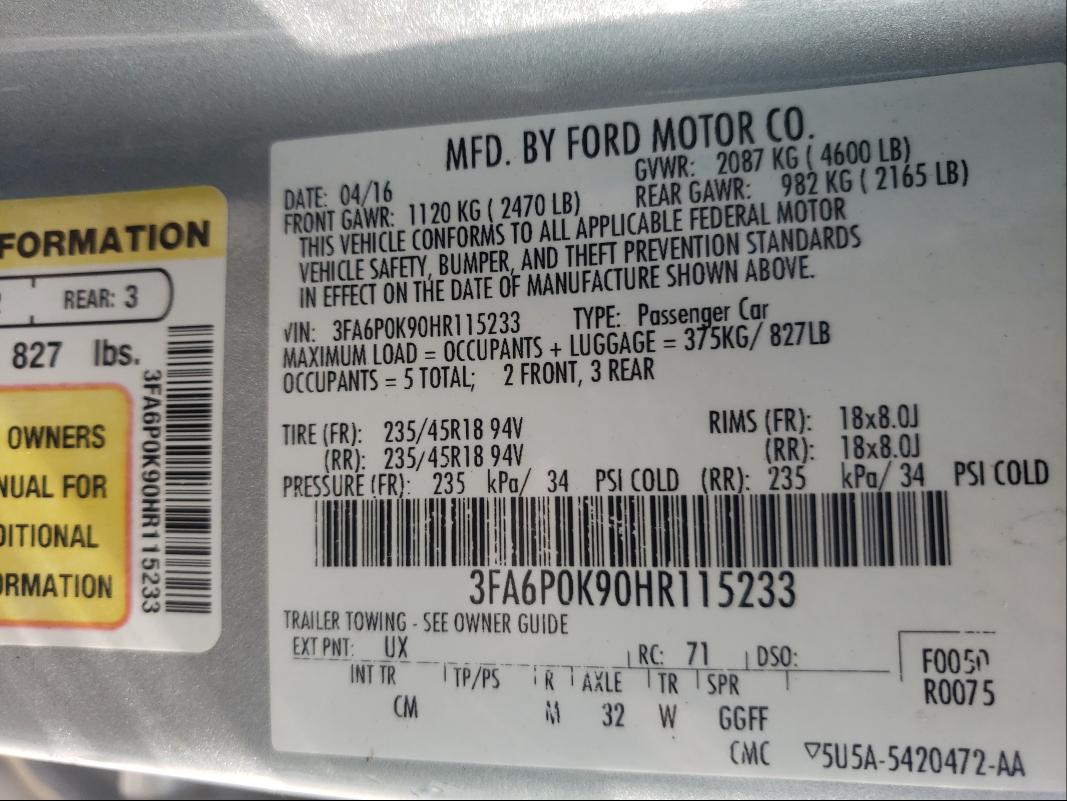 FORMATION
REAR: 3
827 lbs.
OWNERS
NUAL FOR
DITIONAL
ORMATION
3FA6P0K90HR115233
MFD. BY FORD MOTOR CO.
DATE: 04/16 GVWR: 2087 KG ( 4600 LB)
FRONT GAWR: 1120 KG ( 2470 LB) REAR GAWR: 982 KG ( 2165 LB)
THIS VEHICLE CONFORMS TO ALL APPLICABLE FEDERAL MOTOR
VEHICLE SAFETY, BUMPER, AND THEFT PREVENTION STANDARDS
IN EFFECT ON THE DATE OF MANUFACTURE SHOWN ABOVE.
VIN: 3FA6P0K90HR115233 TYPE: Passenger Car
MAXIMUM LOAD = OCCUPANTS + LUGGAGE = 375KG/ 827LB
OCCUPANTS = 5 TOTAL; 2 FRONT, 3 REAR
TIRE (FR): 235/45R18 94V RIMS (FR): 18x8.0J
(RR): 235/45R18 94V (RR): 18x8.0J
PRESSURE (FR): 235 kPa/ 34 PSI COLD (RR): 235 kPa/ 34 PSI COLD
3FA6P0K90HR115233
TRAILER TOWING - SEE OWNER GUIDE
EXT PNT: UX RC: 71 DSO: F0050
INT TR TP/PS R AXLE TR SPR R0075
CM M 32 W GGFF
CMC 5U5A-5420472-AA